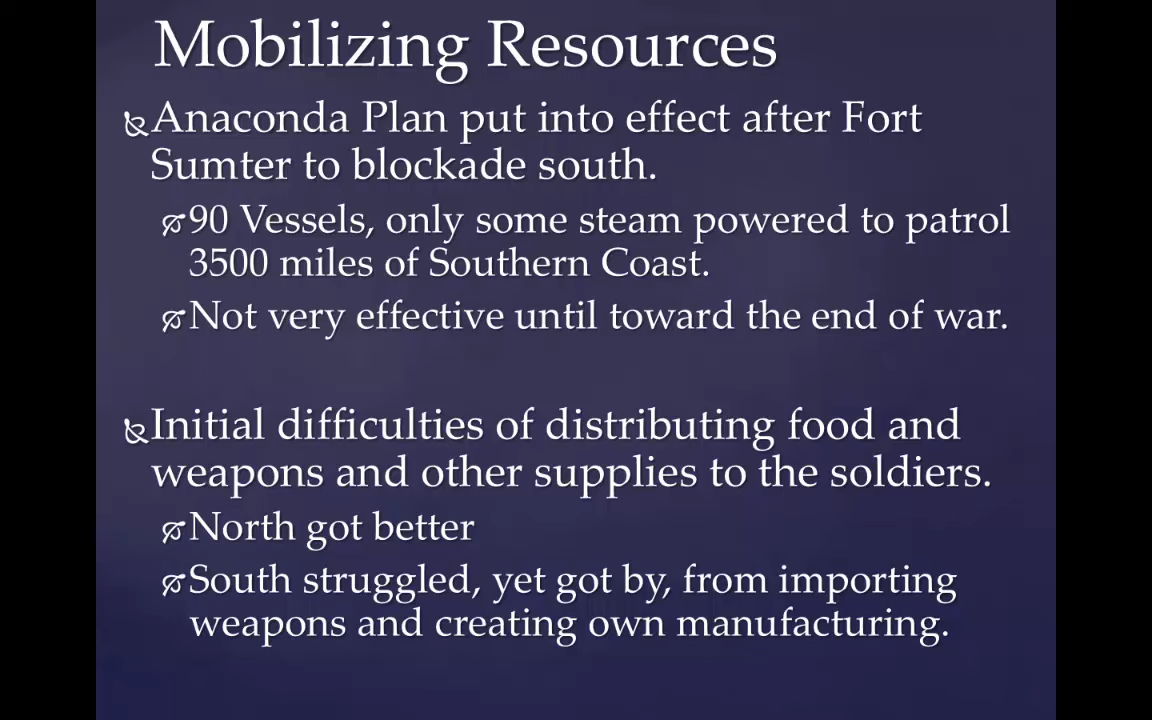 Mobilizing Resources
Anaconda Plan put into effect after Fort
Sumter to blockade south.
90 Vessels, only some steam powered to patrol
3500 miles of Southern Coast.
Not very effective until toward the end of war.
Initial difficulties of distributing food and
weapons and other supplies to the soldiers.
North got better
South struggled, yet got by, from importing
weapons and creating own manufacturing.